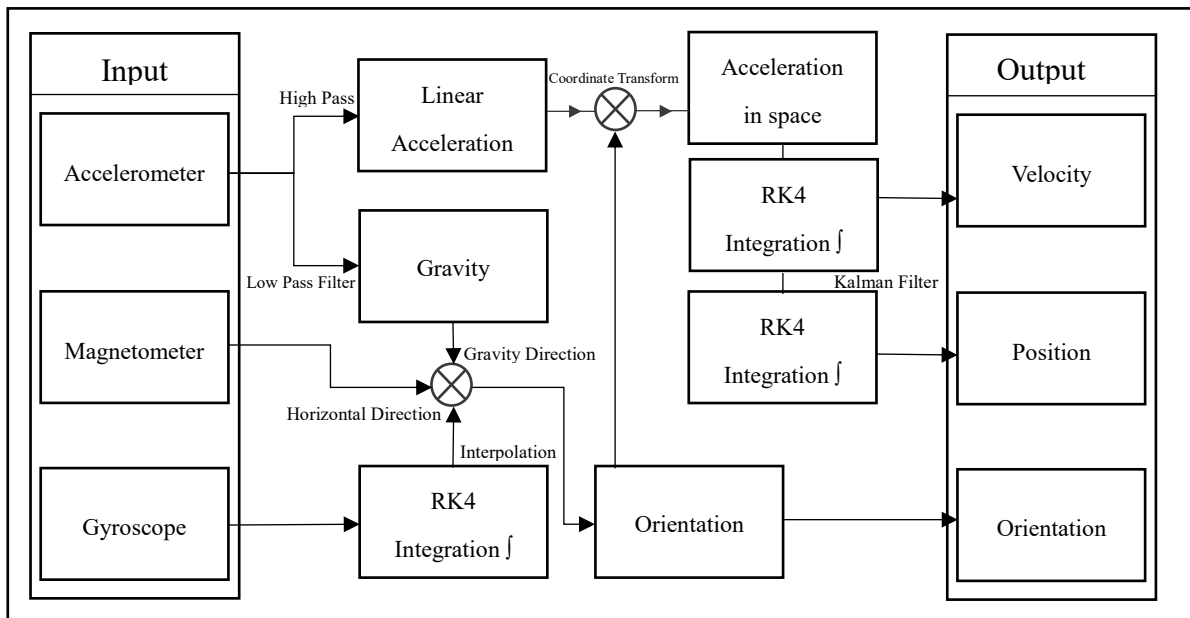 Input
Accelerometer
Magnetometer
Gyroscope
High Pass
Low Pass Filter
Linear
Acceleration
Gravity
Gravity Direction
Horizontal Direction
Interpolation
RK4
Integration ∫
Coordinate Transform
Acceleration
in space
RK4
Integration ∫
Kalman Filter
RK4
Integration ∫
Orientation
Output
Velocity
Position
Orientation